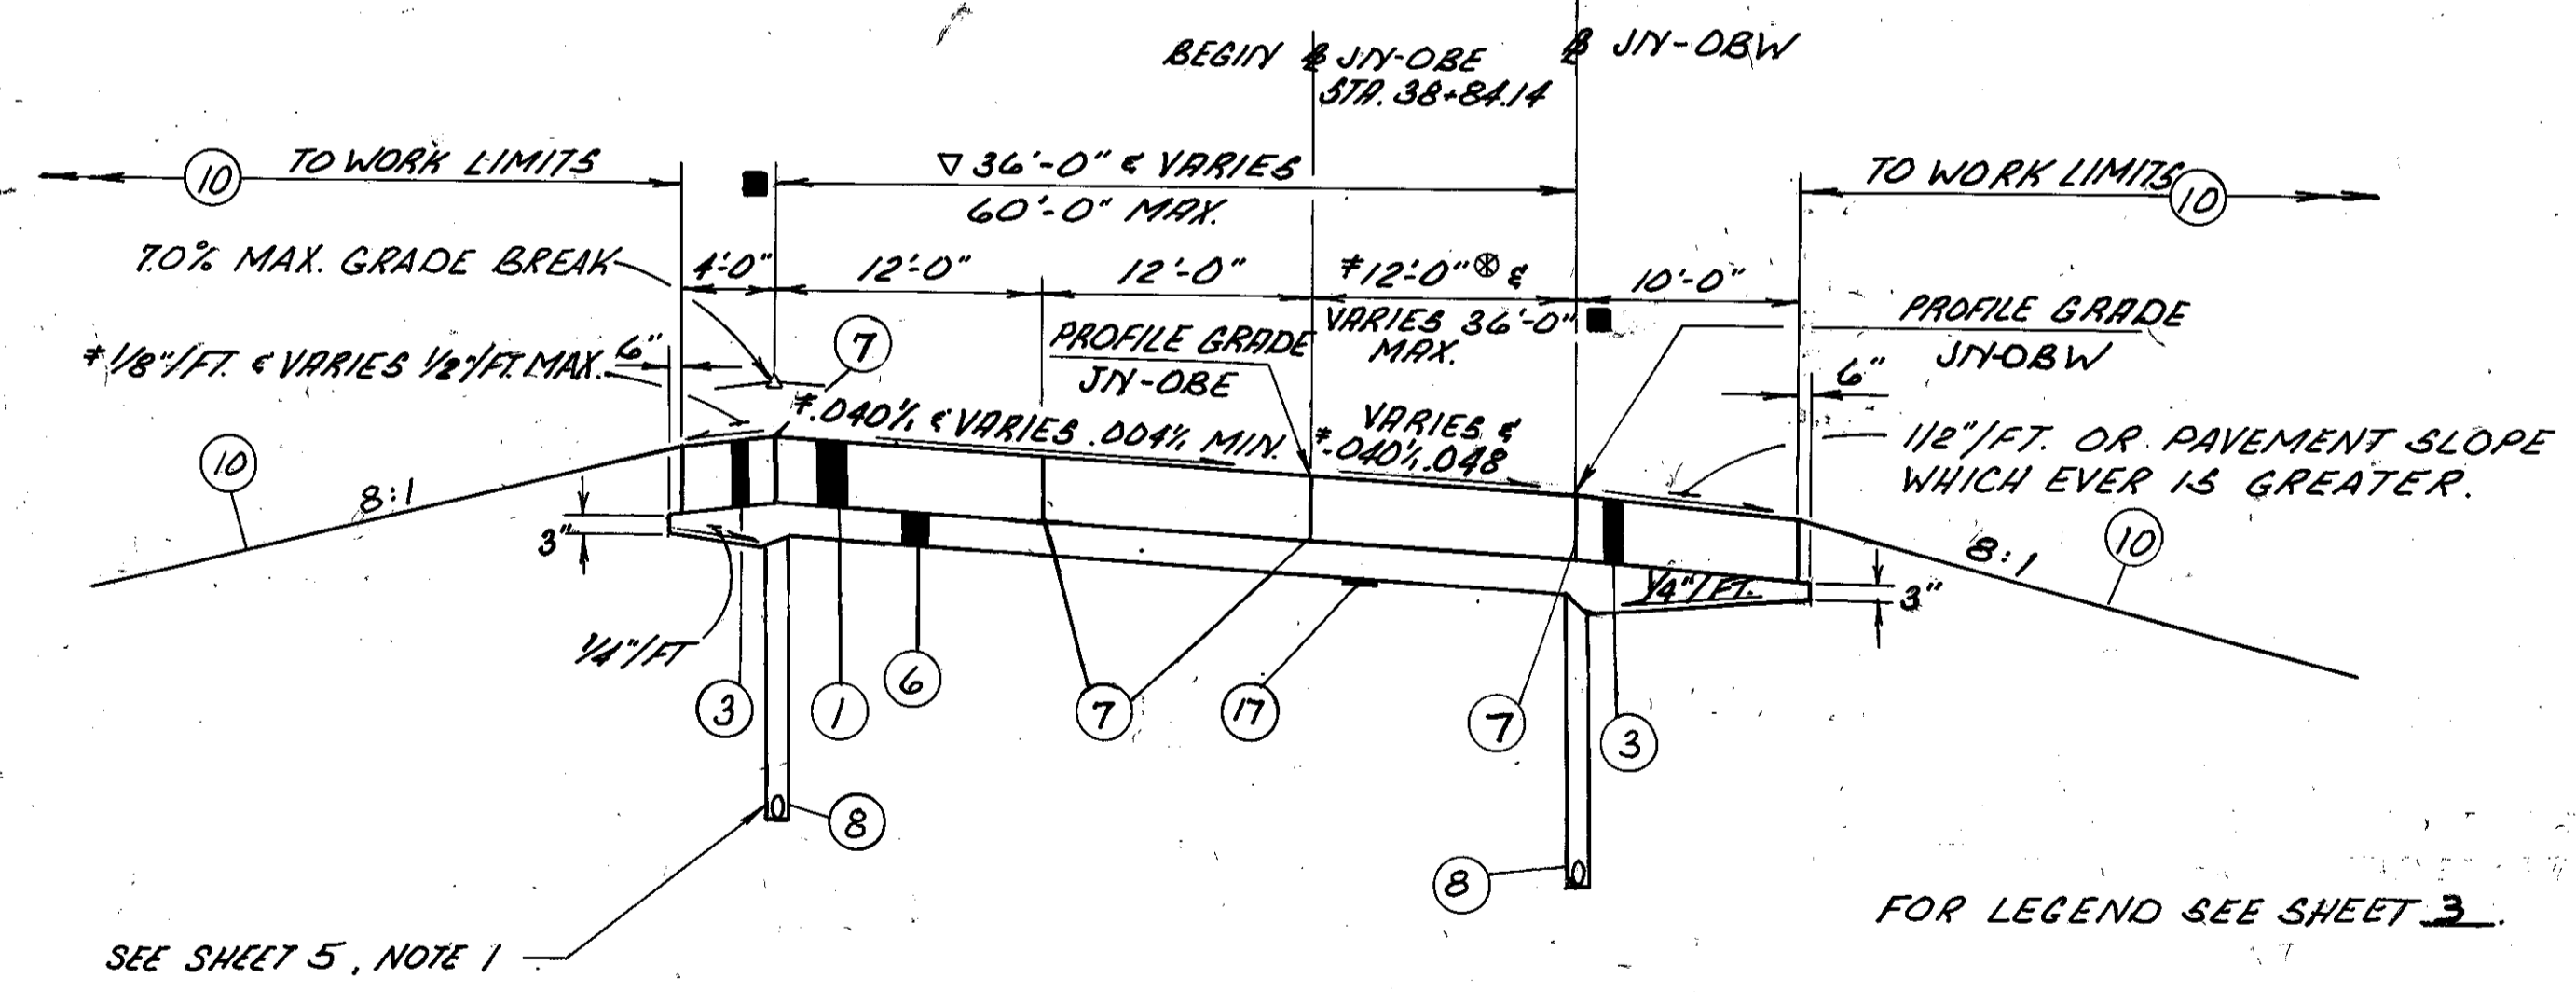 BEGIN ℄ JN-OBE
STA. 38+84.14
℄ JN-OBW
10 TO WORK LIMITS
▽ 36'-0" & VARIES
60'-0" MAX.
TO WORK LIMITS 10
7.0% MAX. GRADE BREAK
4'-0"
12'-0"
12'-0"
≠12'-0" ⊗ &
VARIES 36'-0"
MAX.
10'-0"
PROFILE GRADE
JN-OBW
≠1/8"/FT. & VARIES 1/2"/FT. MAX.
6"
7
PROFILE GRADE
JN-OBE
6"
≠.040'/, & VARIES .004'/, MIN.
VARIES &
≠.040'/, .048
1/2"/FT. OR PAVEMENT SLOPE
WHICH EVER IS GREATER.
10
8:1
3"
8:1
10
1/4"/FT.
3"
1/4"/FT
3
1
6
7
17
7
3
8
8
SEE SHEET 5, NOTE 1
FOR LEGEND SEE SHEET 3.